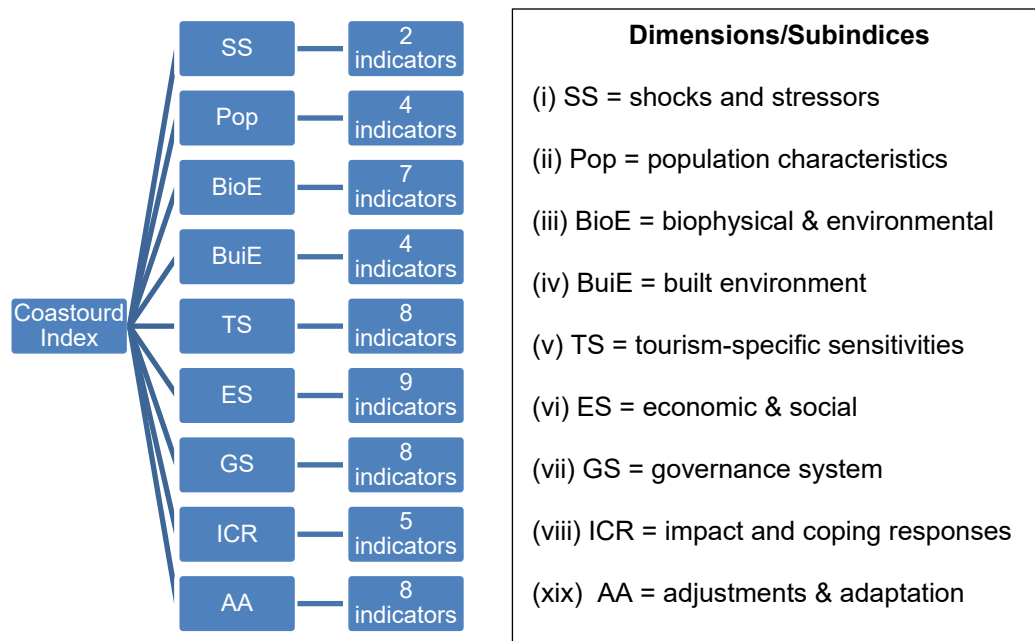 SS
2
indicators
Pop
4
indicators
BioE
7
indicators
BuiE
4
indicators
Coastourd
Index
TS
8
indicators
ES
9
indicators
GS
8
indicators
ICR
5
indicators
AA
8
indicators
Dimensions/Subindices
(i) SS = shocks and stressors
(ii) Pop = population characteristics
(iii) BioE = biophysical & environmental
(iv) BuiE = built environment
(v) TS = tourism-specific sensitivities
(vi) ES = economic & social
(vii) GS = governance system
(viii) ICR = impact and coping responses
(xix) AA = adjustments & adaptation